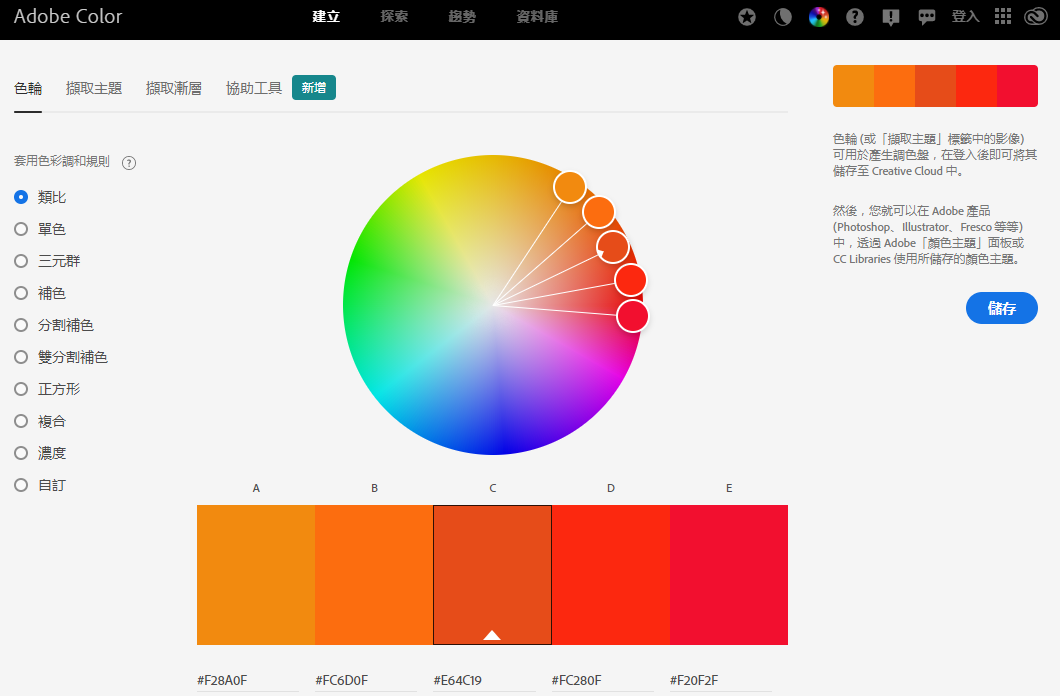 Adobe Color
建立
探索
趨勢
資料庫
登入
色輪
擷取主題
擷取漸層
協助工具
新增
套用色彩調和規則
?
類比
單色
三元群
補色
分割補色
雙分割補色
正方形
複合
濃度
自訂
A
B
C
D
E
#F28A0F
#FC6D0F
#E64C19
#FC280F
#F20F2F
色輪 (或「擷取主題」標籤中的影像)
可用於產生調色盤，在登入後即可將其
儲存至 Creative Cloud 中。
然後，您就可以在 Adobe 產品
(Photoshop、Illustrator、Fresco 等等)
中，透過 Adobe「顏色主題」面板或
CC Libraries 使用所儲存的顏色主題。
儲存